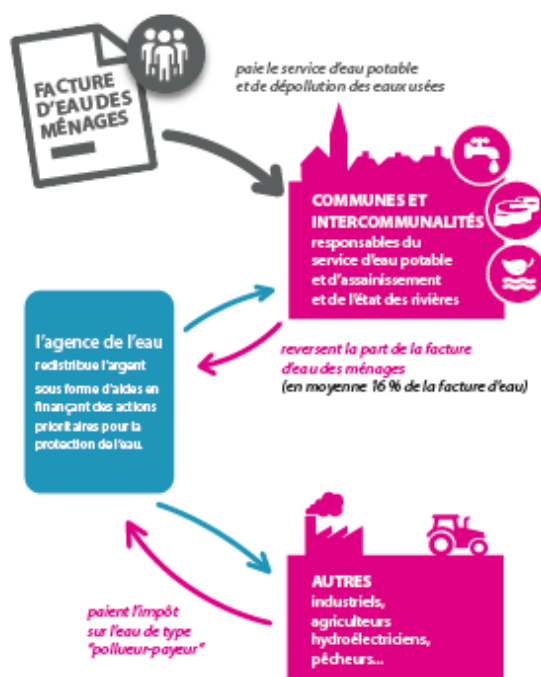 FACTURE
D'EAU DES
MÉNAGES
paie le service d'eau potable
et de dépollution des eaux usées
COMMUNES ET
INTERCOMMUNALITÉS
responsables du
service d'eau potable
et d'assainissement
et de l'état des rivières
l'agence de l'eau
redistribue l'argent
sous forme d'aides en
finançant des actions
prioritaires pour la
protection de l'eau.
reversent la part de la facture
d'eau des ménages
(en moyenne 16 % de la facture d'eau)
AUTRES
industriels,
agriculteurs
hydroélectriciens,
pêcheurs...
paient l'impôt
sur l'eau de type
"pollueur-payeur"